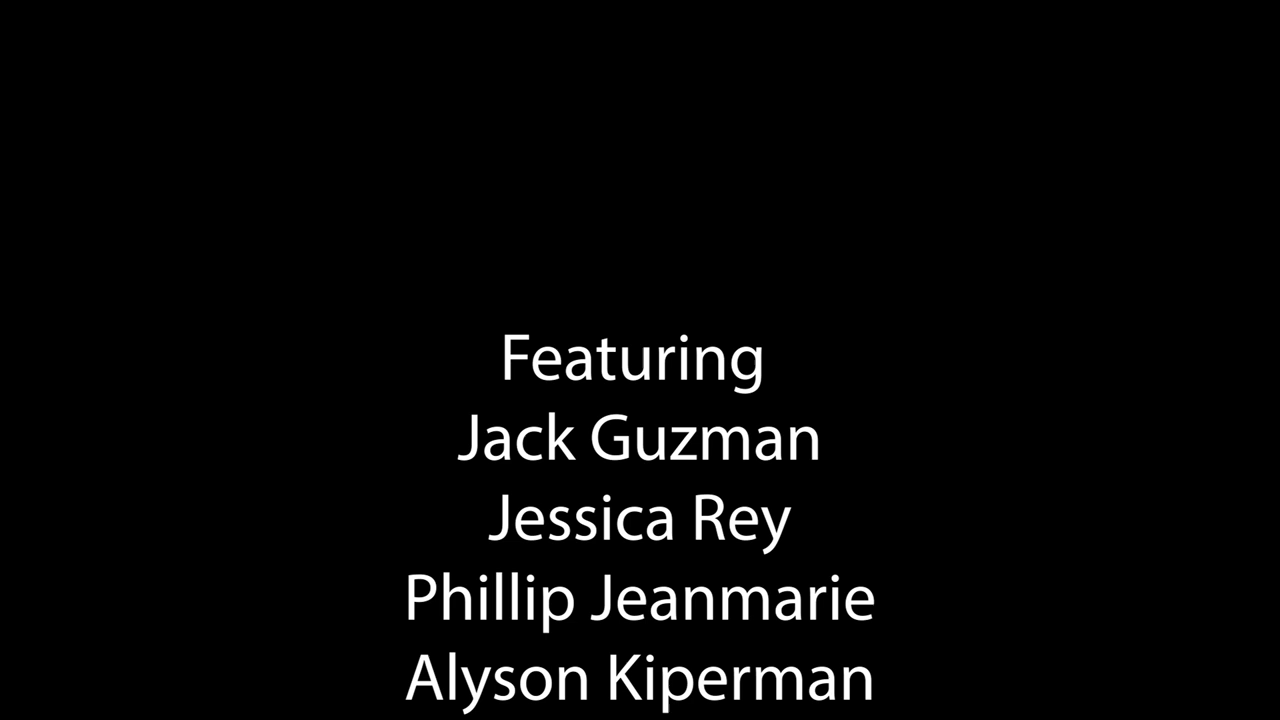 Featuring
Jack Guzman
Jessica Rey
Phillip Jeanmarie
Alyson Kiperman